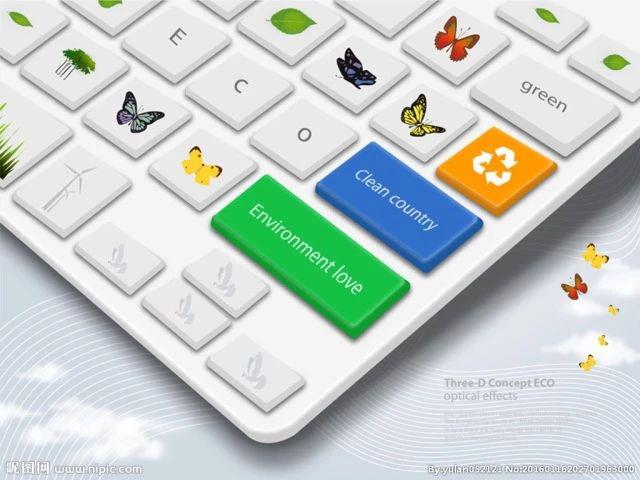 E
C
O
green
Clean country
Environment love
Three-D Concept ECO
optical effects
昵图网 www.nipic.com
By:yulan052121 No:20160116202701963000